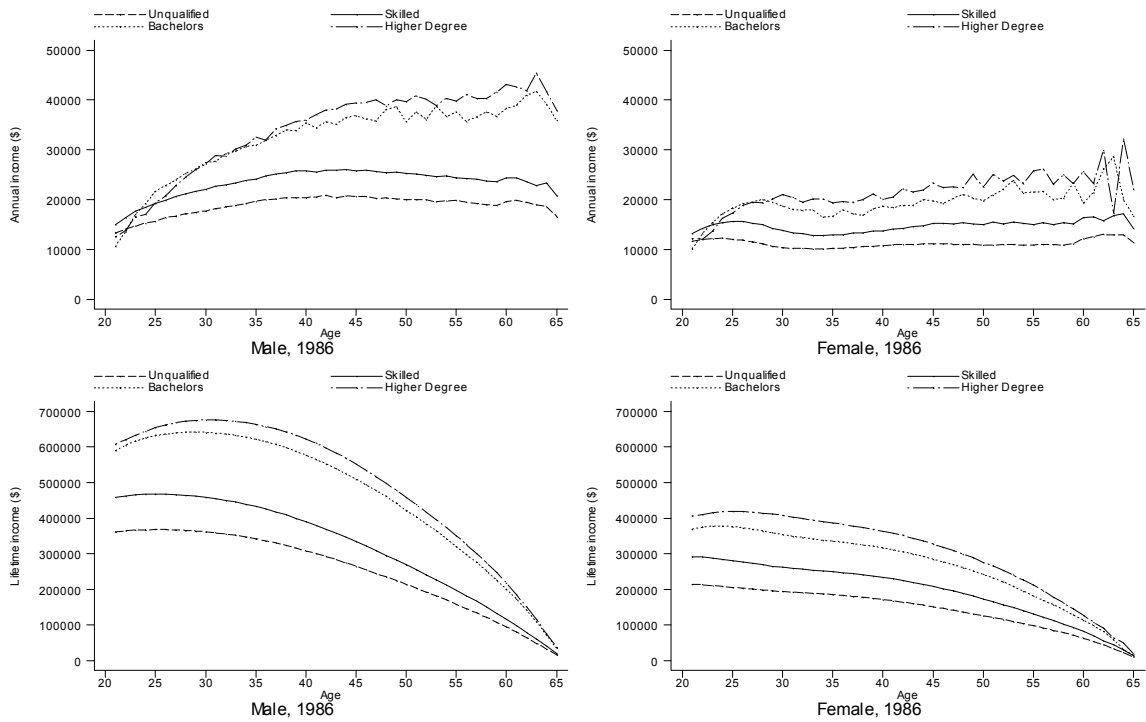 Unqualified Skilled
Bachelors Higher Degree
50000
40000
30000
20000
10000
0
Annual income ($)
20 25 30 35 40 45 50 55 60 65
Age
Male, 1986
Unqualified Skilled
Bachelors Higher Degree
50000
40000
30000
20000
10000
0
Annual income ($)
20 25 30 35 40 45 50 55 60 65
Age
Female, 1986
Unqualified Skilled
Bachelors Higher Degree
700000
600000
500000
400000
300000
200000
100000
0
Lifetime income ($)
20 25 30 35 40 45 50 55 60 65
Age
Male, 1986
Unqualified Skilled
Bachelors Higher Degree
700000
600000
500000
400000
300000
200000
100000
0
Lifetime income ($)
20 25 30 35 40 45 50 55 60 65
Age
Female, 1986